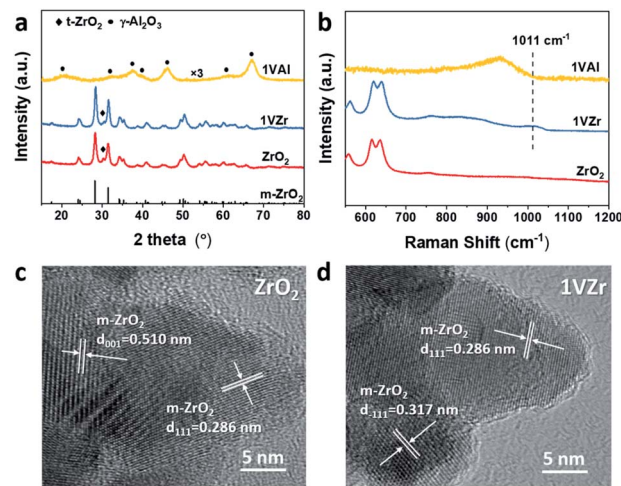 a
◆ t-ZrO₂ ● γ-Al₂O₃
Intensity (a.u.)
×3
1VAl
1VZr
ZrO₂
m-ZrO₂
20 30 40 50 60 70 80
2 theta (°)
b
1011 cm⁻¹
Intensity (a.u.)
1VAl
1VZr
ZrO₂
600 700 800 900 1000 1100 1200
Raman Shift (cm⁻¹)
c
ZrO₂
m-ZrO₂
d₀₀₁=0.510 nm
m-ZrO₂
d₁₁₁=0.286 nm
5 nm
d
1VZr
m-ZrO₂
d₁₁₁=0.286 nm
m-ZrO₂
d₋₁₁₁=0.317 nm
5 nm